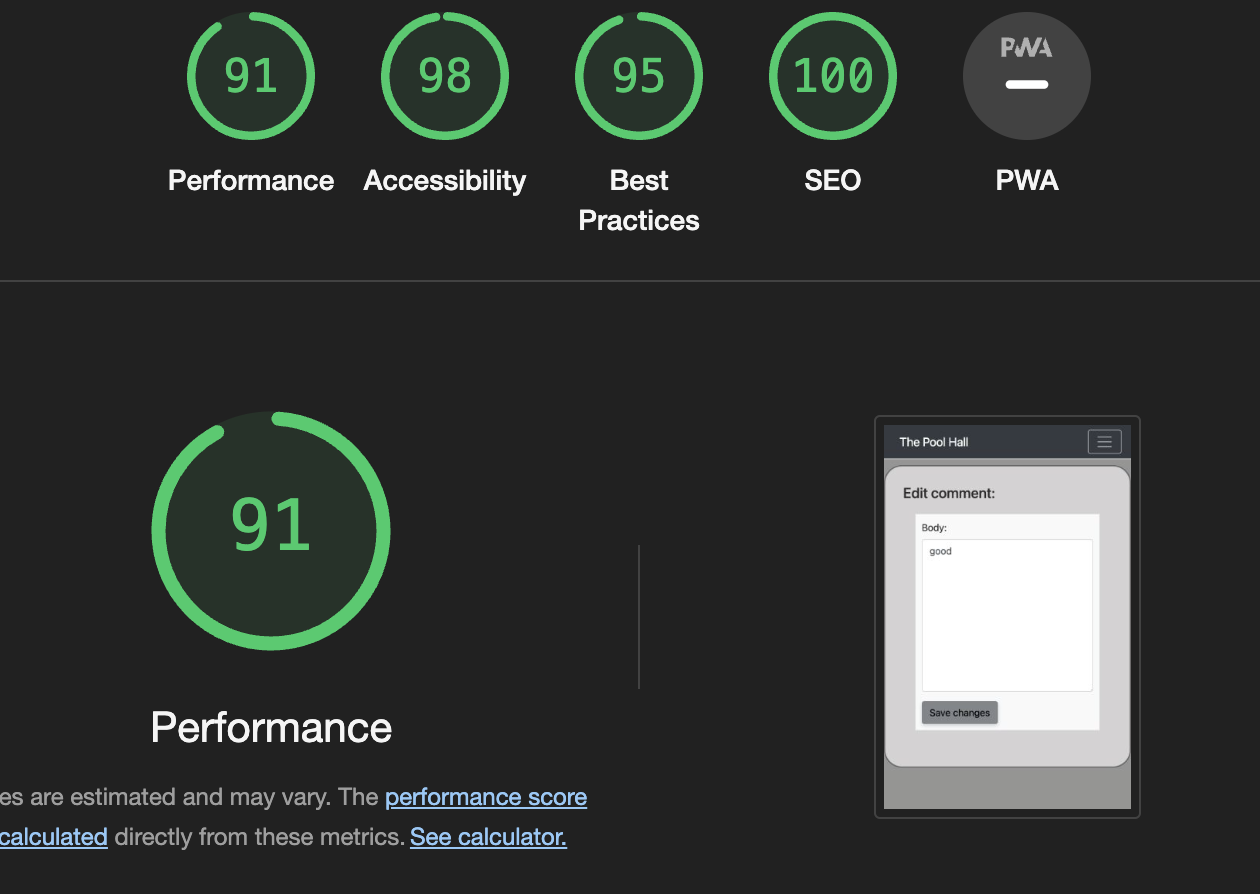 91
98
95
100
PWA
Performance
Accessibility
Best
Practices
SEO
PWA
91
Performance
es are estimated and may vary. The performance score
calculated directly from these metrics. See calculator.
The Pool Hall
Edit comment:
Body:
good
Save changes